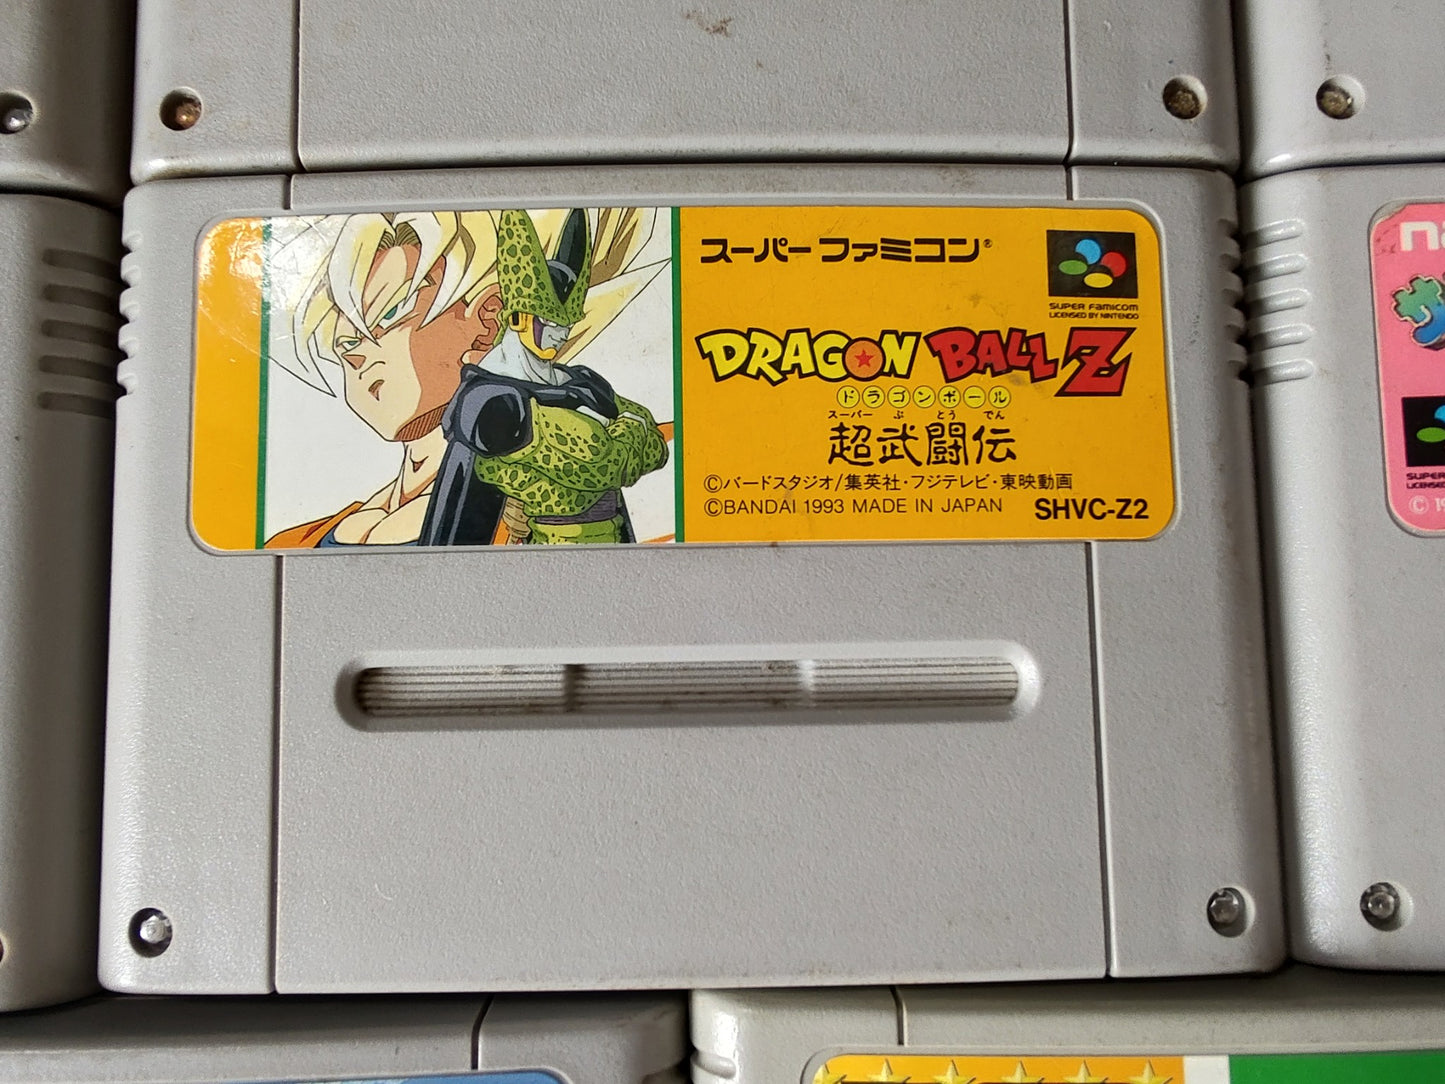 スーパーファミコン®
SUPER FAMICOM
LICENSED BY NINTENDO
DRAGON BALL Z
ドラゴンボール
スーパー ぶ とう でん
超武闘伝
©バードスタジオ/集英社・フジテレビ・東映動画
©BANDAI 1993 MADE IN JAPAN SHVC-Z2